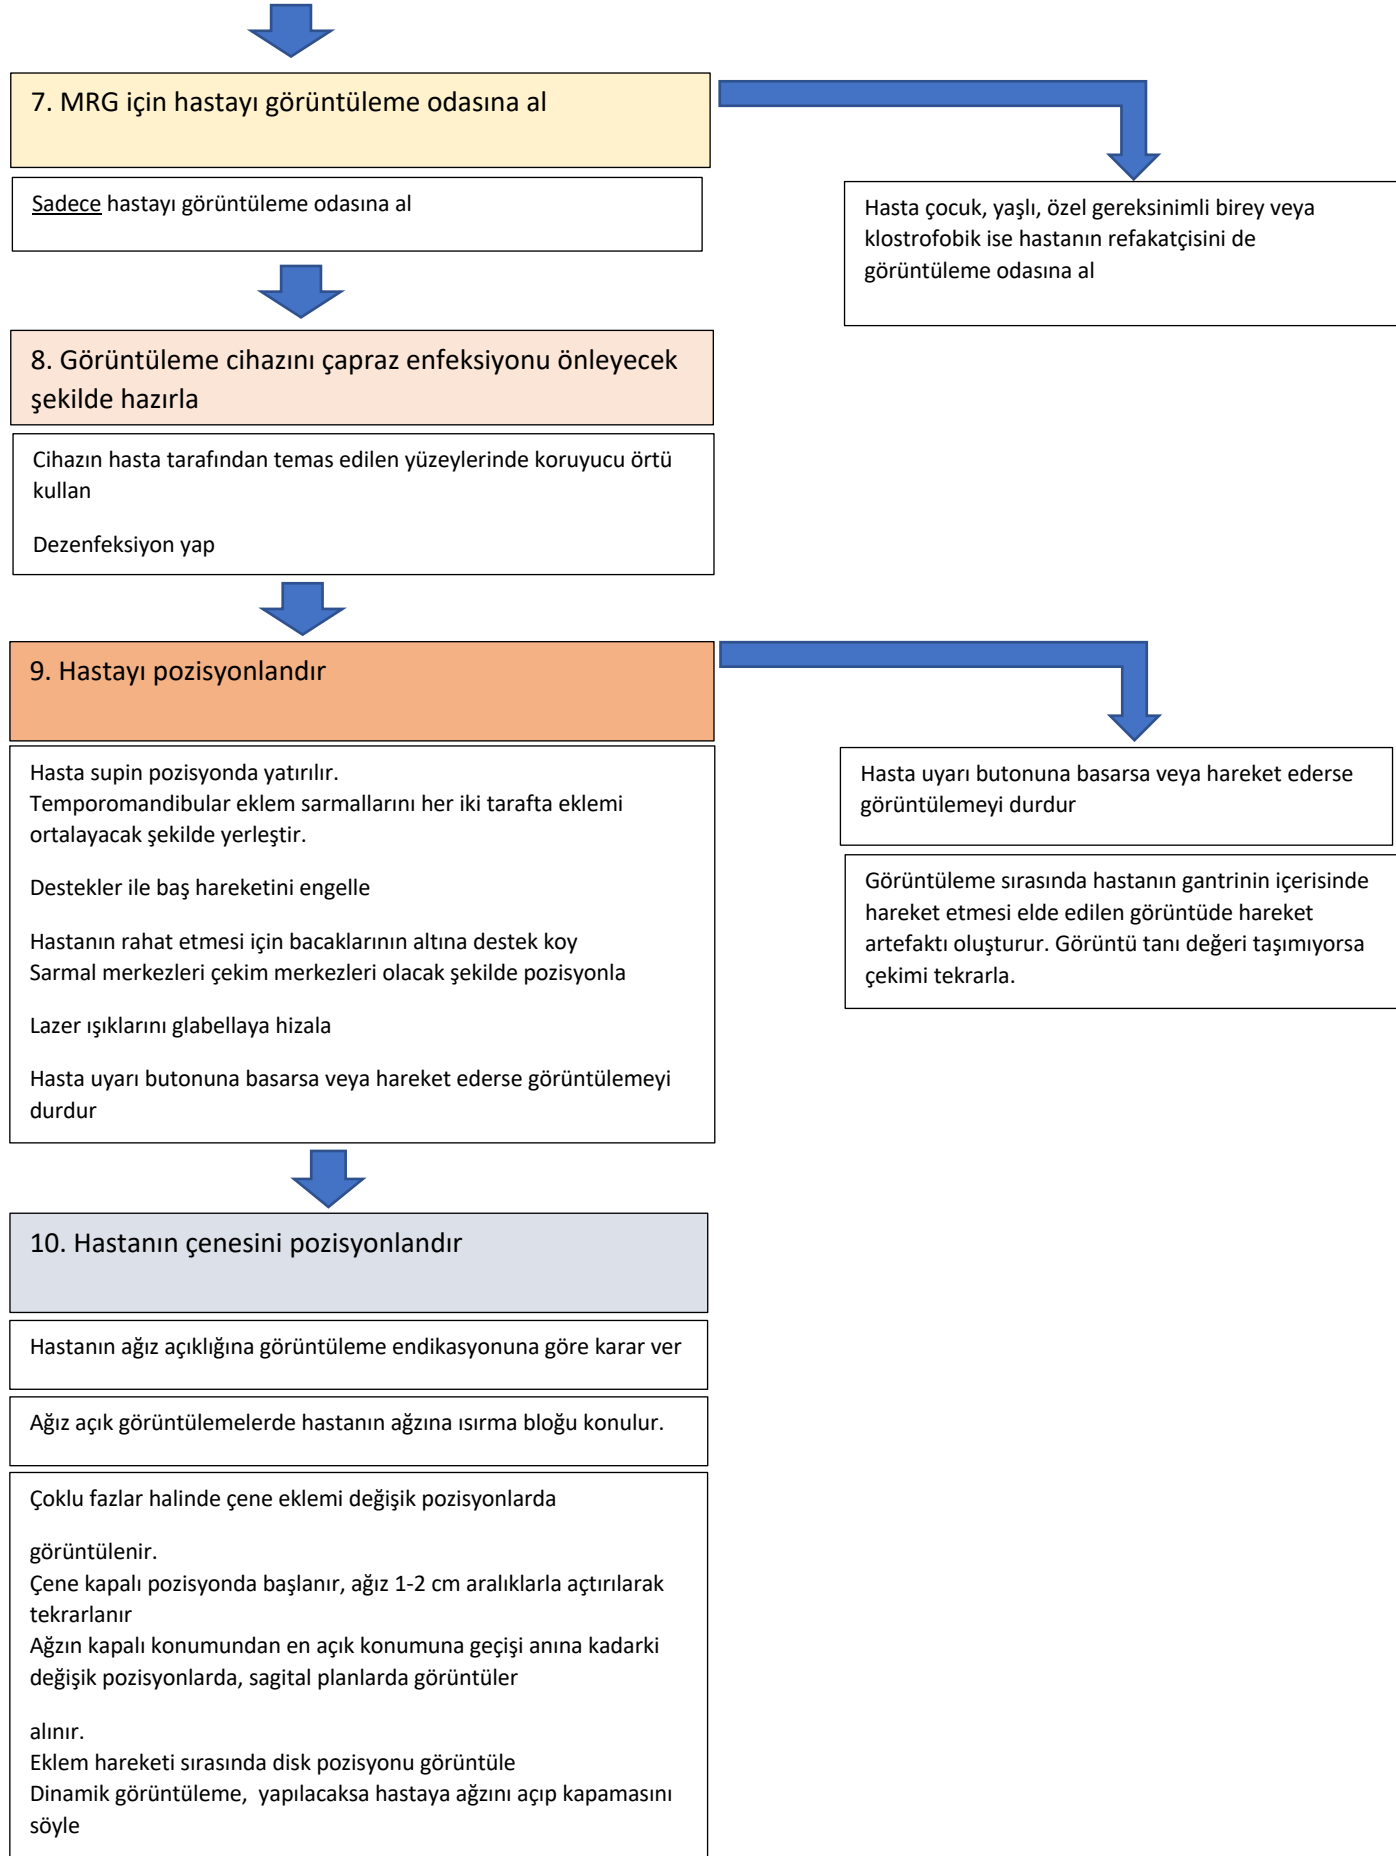 7. MRG için hastayı görüntüleme odasına al
Sadece hastayı görüntüleme odasına al
Hasta çocuk, yaşlı, özel gereksinimli birey veya
klostrofobik ise hastanın refakatçisini de
görüntüleme odasına al
8. Görüntüleme cihazını çapraz enfeksiyonu önleyecek
şekilde hazırla
Cihazın hasta tarafından temas edilen yüzeylerinde koruyucu örtü
kullan
Dezenfeksiyon yap
9. Hastayı pozisyonlandır
Hasta supin pozisyonda yatırılır.
Temporomandibular eklem sarmallarını her iki tarafta eklemi
ortalayacak şekilde yerleştir.
Destekler ile baş hareketini engelle
Hastanın rahat etmesi için bacaklarının altına destek koy
Sarmal merkezleri çekim merkezleri olacak şekilde pozisyonla
Lazer ışıklarını glabellaya hizala
Hasta uyarı butonuna basarsa veya hareket ederse görüntülemeyi
durdur
Hasta uyarı butonuna basarsa veya hareket ederse
görüntülemeyi durdur
Görüntüleme sırasında hastanın gantrinin içerisinde
hareket etmesi elde edilen görüntüde hareket
artefaktı oluşturur. Görüntü tanı değeri taşımıyorsa
çekimi tekrarla.
10. Hastanın çenesini pozisyonlandır
Hastanın ağız açıklığına görüntüleme endikasyonuna göre karar ver
Ağız açık görüntülemelerde hastanın ağzına ısırma bloğu konulur.
Çoklu fazlar halinde çene eklemi değişik pozisyonlarda
görüntülenir.
Çene kapalı pozisyonda başlanır, ağız 1-2 cm aralıklarla açtırılarak
tekrarlanır
Ağzın kapalı konumundan en açık konumuna geçişi anına kadarki
değişik pozisyonlarda, sagital planlarda görüntüler
alınır.
Eklem hareketi sırasında disk pozisyonu görüntüle
Dinamik görüntüleme, yapılacaksa hastaya ağzını açıp kapamasını
söyle